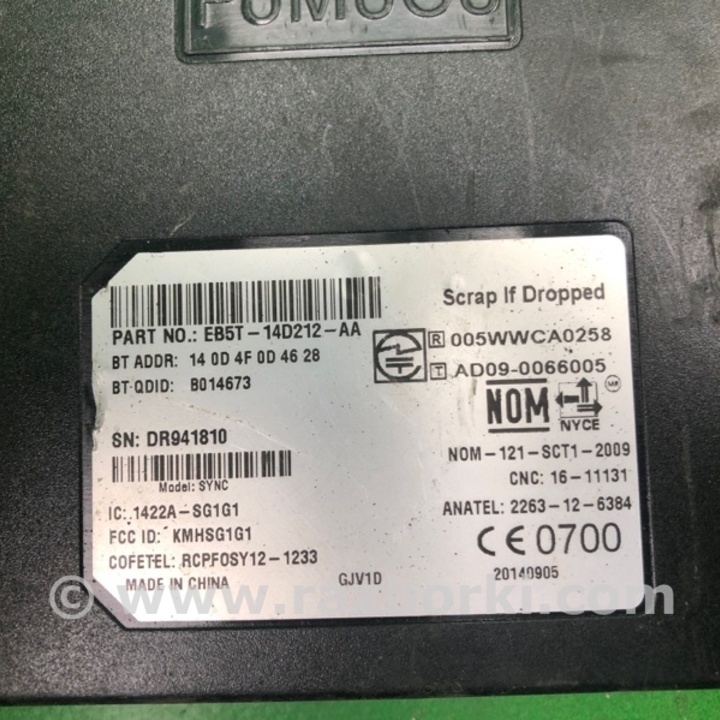 PART NO.: EB5T-14D212-AA
BT ADDR: 14 0D 4F 0D 46 28
BT QDID: B014673
SN: DR941810
Model: SYNC
IC: 1422A-SG1G1
FCC ID: KMHSG1G1
COFETEL: RCPFOSY12-1233
MADE IN CHINA
GJV1D
Scrap If Dropped
R 005WWCA0258
T AD09-0066005
NOM
NYCE
NOM-121-SCT1-2009
CNC: 16-11131
ANATEL: 2263-12-6384
CE0700
20140905